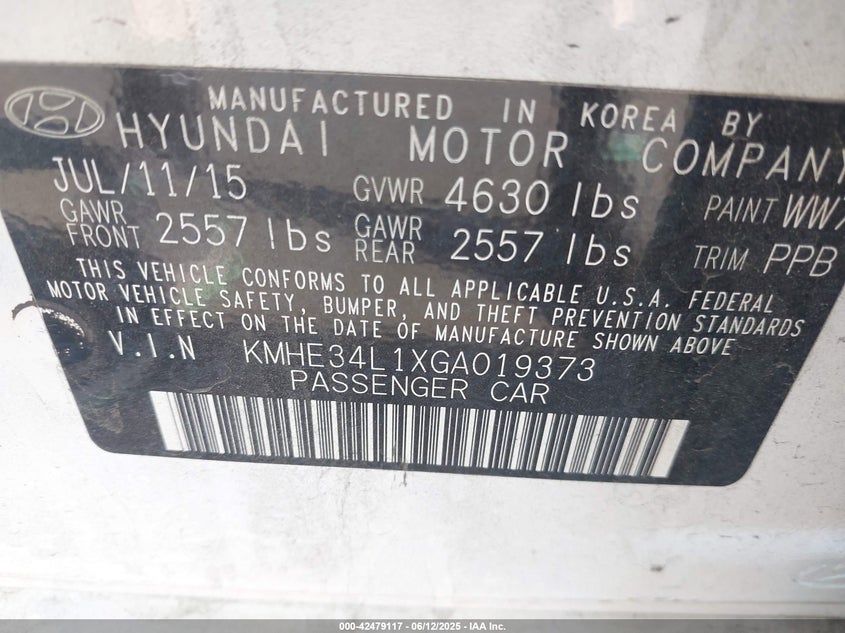 MANUFACTURED IN KOREA BY
HYUNDAI MOTOR COMPANY
JUL/11/15 GVWR 4630 lbs PAINT WW7
GAWR FRONT 2557 lbs GAWR REAR 2557 lbs TRIM PPB
THIS VEHICLE CONFORMS TO ALL APPLICABLE U.S.A. FEDERAL
MOTOR VEHICLE SAFETY, BUMPER, AND THEFT PREVENTION STANDARDS
IN EFFECT ON THE DATE OF MANUFACTURE SHOWN ABOVE
V.I.N KMHE34L1XGA019373
PASSENGER CAR
000-42479117 - 06/12/2025 - IAA Inc.